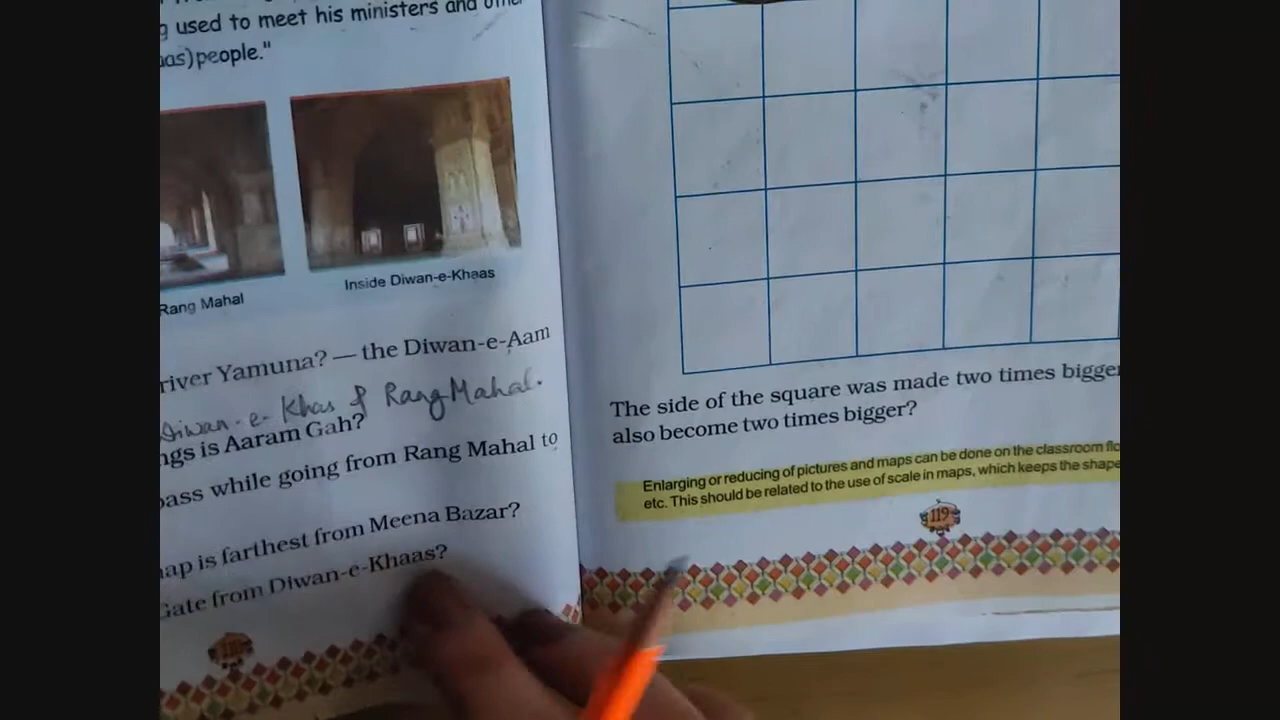 used to meet his ministers and other
as)people."
Rang Mahal
Inside Diwan-e-Khaas
river Yamuna? — the Diwan-e-Aam
Diwan-e-Khas & Rang Mahal.
ngs is Aaram Gah?
pass while going from Rang Mahal to
map is farthest from Meena Bazar?
Gate from Diwan-e-Khaas?
The side of the square was made two times bigger
also become two times bigger?
Enlarging or reducing of pictures and maps can be done on the classroom flo
etc. This should be related to the use of scale in maps, which keeps the shape
119